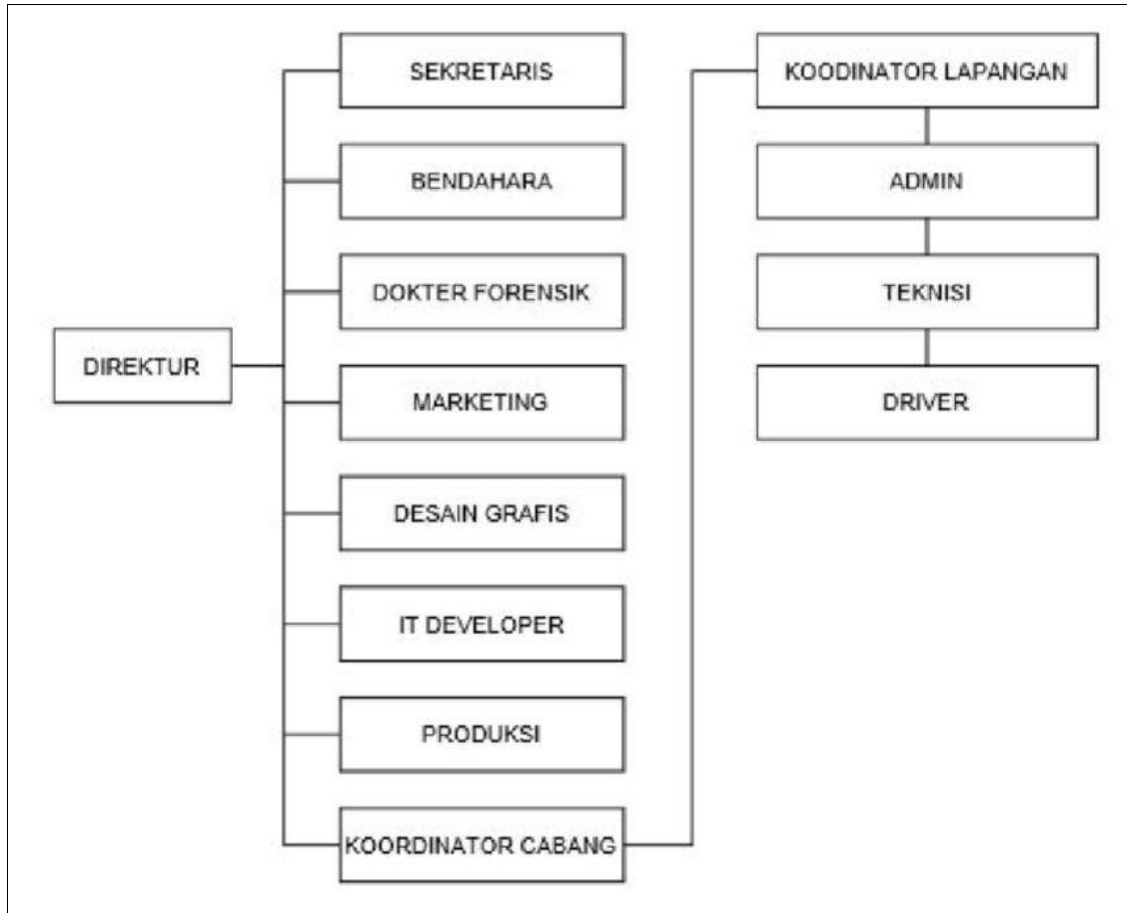 DIREKTUR
SEKRETARIS
BENDAHARA
DOKTER FORENSIK
MARKETING
DESAIN GRAFIS
IT DEVELOPER
PRODUKSI
KOORDINATOR CABANG
KOODINATOR LAPANGAN
ADMIN
TEKNISI
DRIVER